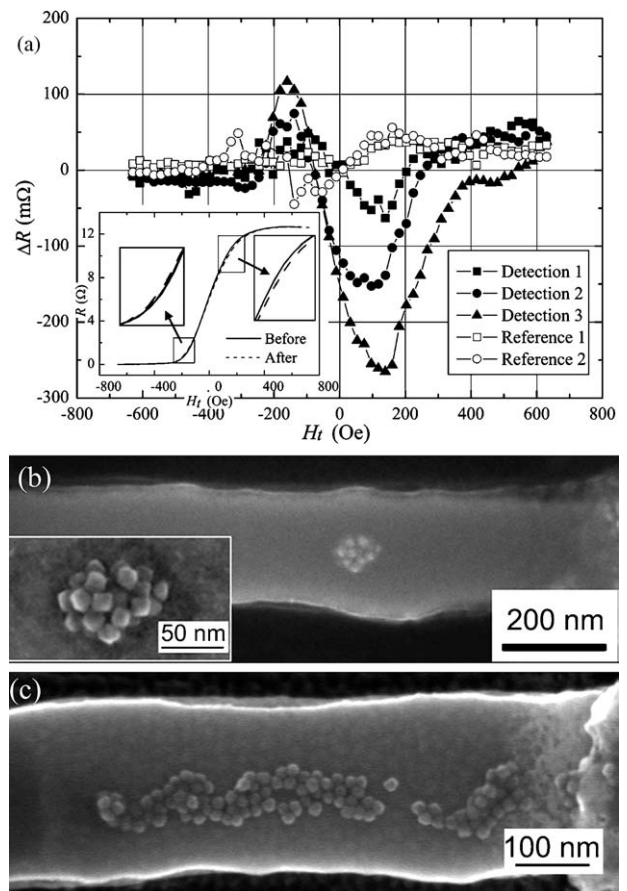 (a)
200
100
0
-100
-200
-300
ΔR (mΩ)
12
8
4
0
R (Ω)
-800 -400 0 400 800
Ht (Oe)
Before
After
Detection 1
Detection 2
Detection 3
Reference 1
Reference 2
-800 -600 -400 -200 0 200 400 600 800
Ht (Oe)
(b)
50 nm
200 nm
(c)
100 nm